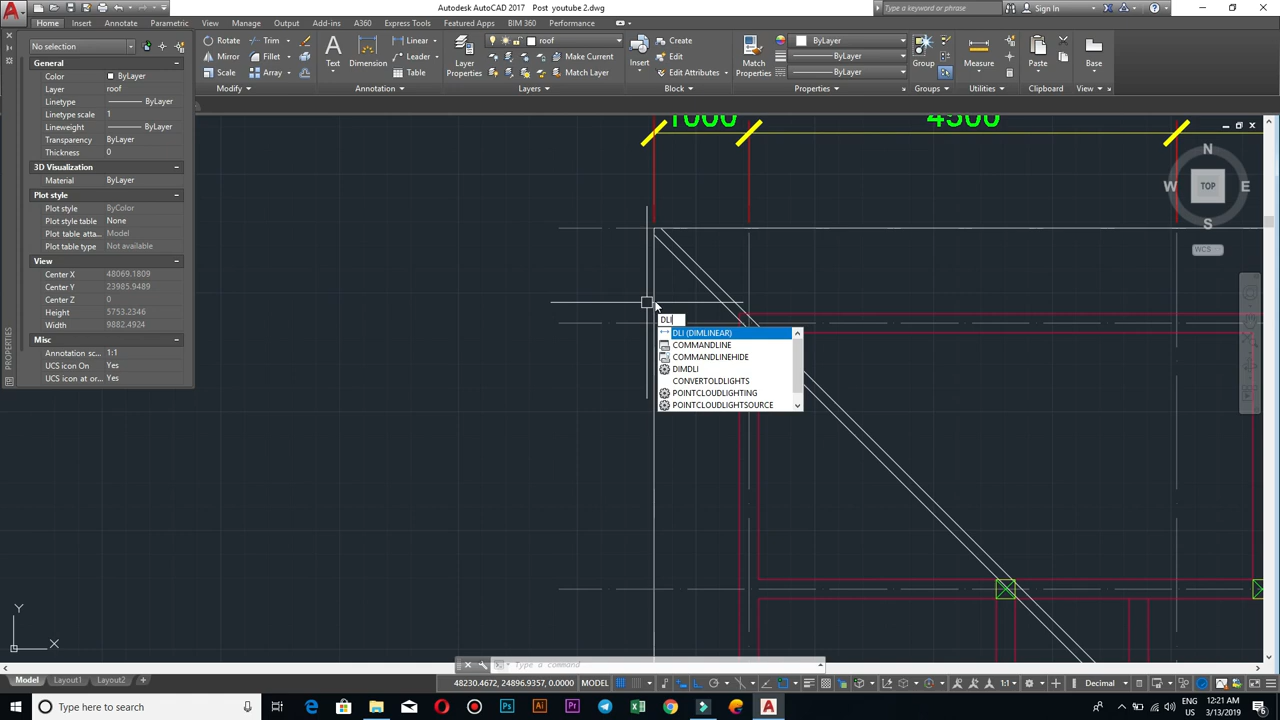 Desktop AutoCAD 2017 Post youtube 2.dwg
Type a keyword or phrase
Sign In
Home Insert Annotate Parametric View Manage Output Add-ins A360 Express Tools Featured Apps BIM 360 Performance
No selection
Rotate Trim
Mirror Fillet
Scale Array
Modify
Text
Dimension
Linear
Leader
Table
Annotation
Layer Properties
roof
Make Current
Match Layer
Layers
Insert
Create
Edit
Edit Attributes
Block
Match Properties
ByLayer
ByLayer
ByLayer
Properties
Group
Groups
Measure
Utilities
Paste
Clipboard
Base
View
General
Color ByLayer
Layer roof
Linetype ByLayer
Linetype scale 1
Lineweight ByLayer
Transparency ByLayer
Thickness 0
3D Visualization
Material ByLayer
Plot style
Plot style ByColor
Plot style table None
Plot table atta... Model
Plot table type Not available
View
Center X 48069.1809
Center Y 23985.9489
Center Z 0
Height 5753.2346
Width 9882.4924
Misc
Annotation sc... 1:1
UCS icon On Yes
UCS icon at or... Yes
PROPERTIES
1000 4500
N
W TOP E
S
WCS
DLI
DLI (DIMLINEAR)
COMMANDLINE
COMMANDLINEHIDE
DIMDLI
CONVERTOLDLIGHTS
POINTCLOUDLIGHTING
POINTCLOUDLIGHTSOURCE
Y
X
Type a command
Model Layout1 Layout2
48230.4672, 24896.9357, 0.0000 MODEL 1:1 Decimal
Type here to search
12:21 AM
3/13/2019